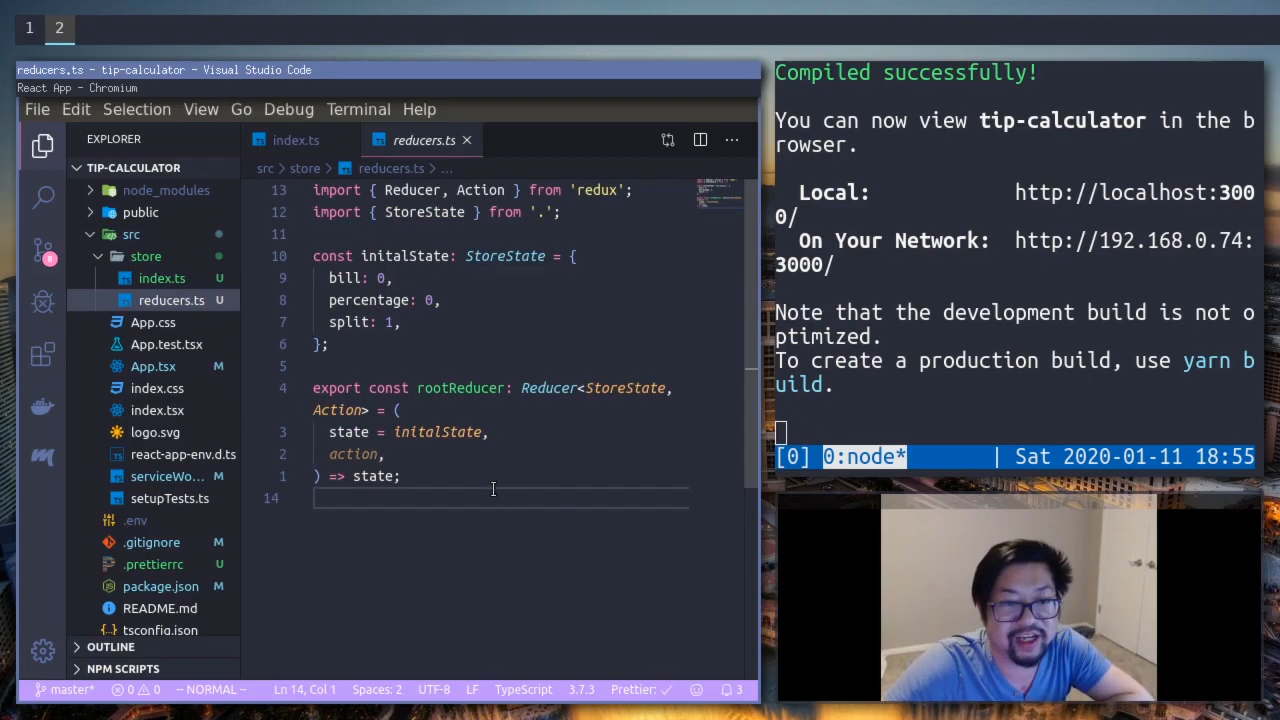 1 2
reducers.ts - tip-calculator - Visual Studio Code
React App - Chromium
File Edit Selection View Go Debug Terminal Help
EXPLORER
TIP-CALCULATOR
node_modules
public
src
store
index.ts U
reducers.ts U
App.css
App.test.tsx
App.tsx M
index.css
index.tsx
logo.svg
react-app-env.d.ts
serviceWo... M
setupTests.ts
.env
.gitignore M
.prettierrc U
package.json M
README.md
tsconfig.json
OUTLINE
NPM SCRIPTS
8
index.ts reducers.ts ...
src store reducers.ts ...
13 import { Reducer, Action } from 'redux';
12 import { StoreState } from '.';
11
10 const initalState: StoreState = {
9 bill: 0,
8 percentage: 0,
7 split: 1,
6 };
5
4 export const rootReducer: Reducer<StoreState,
Action> = (
3 state = initalState,
2 action,
1 ) => state;
14
master* 0 0 -- NORMAL -- Ln 14, Col 1 Spaces: 2 UTF-8 LF TypeScript 3.7.3 Prettier: ✓ 3
Compiled successfully!
You can now view tip-calculator in the b
rowser.
Local: http://localhost:300
0/
On Your Network: http://192.168.0.74:
3000/
Note that the development build is not o
ptimized.
To create a production build, use yarn b
uild.
[0] 0:node* | Sat 2020-01-11 18:55